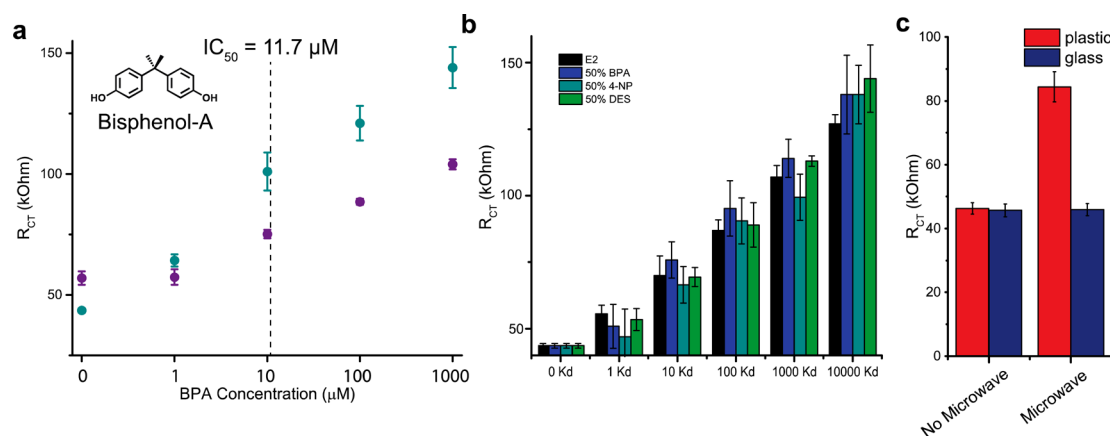 a
IC50 = 11.7 μM
HO
OH
Bisphenol-A
150
100
50
RCT (kOhm)
0 1 10 100 1000
BPA Concentration (μM)
b
E2
50% BPA
50% 4-NP
50% DES
150
100
50
RCT (kOhm)
0 Kd 1 Kd 10 Kd 100 Kd 1000 Kd 10000 Kd
c
plastic
glass
100
80
60
40
20
0
RCT (kOhm)
No Microwave
Microwave